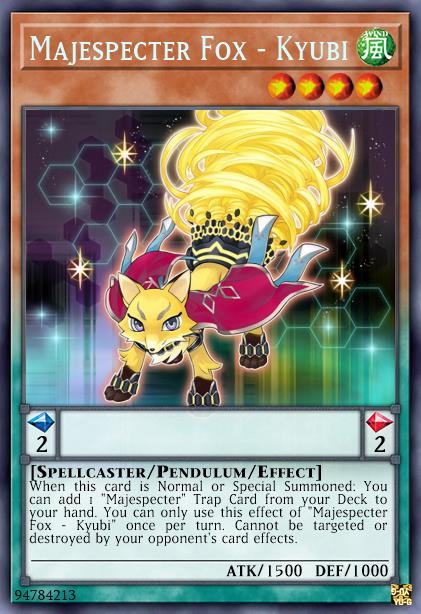 Majespecter Fox - Kyubi
WIND
風
2
2
[Spellcaster/Pendulum/Effect]
When this card is Normal or Special Summoned: You
can add 1 "Majespecter" Trap Card from your Deck to
your hand. You can only use this effect of "Majespecter
Fox - Kyubi" once per turn. Cannot be targeted or
destroyed by your opponent's card effects.
ATK/1500 DEF/1000
94784213